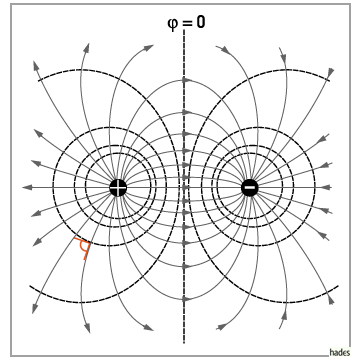 φ = 0
+
−
hades